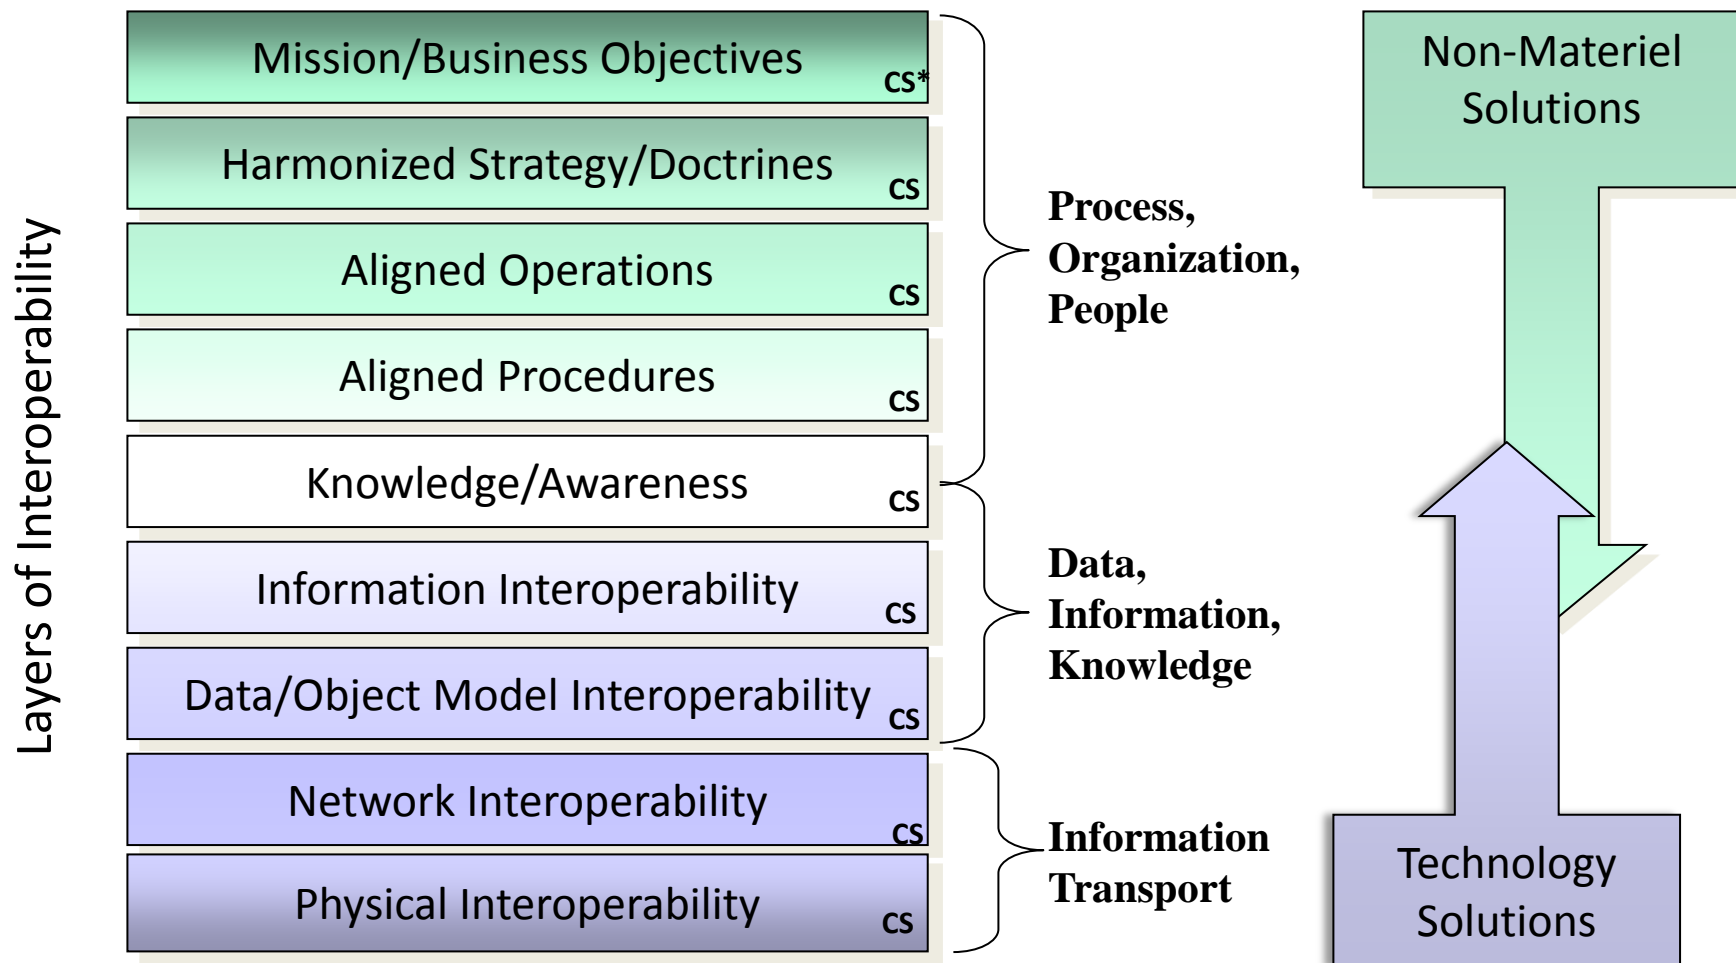 Layers of Interoperability
Mission/Business Objectives
CS*
Harmonized Strategy/Doctrines
CS
Aligned Operations
CS
Aligned Procedures
CS
Knowledge/Awareness
CS
Information Interoperability
CS
Data/Object Model Interoperability
CS
Network Interoperability
CS
Physical Interoperability
CS
Process,
Organization,
People
Data,
Information,
Knowledge
Information
Transport
Non-Materiel
Solutions
Technology
Solutions